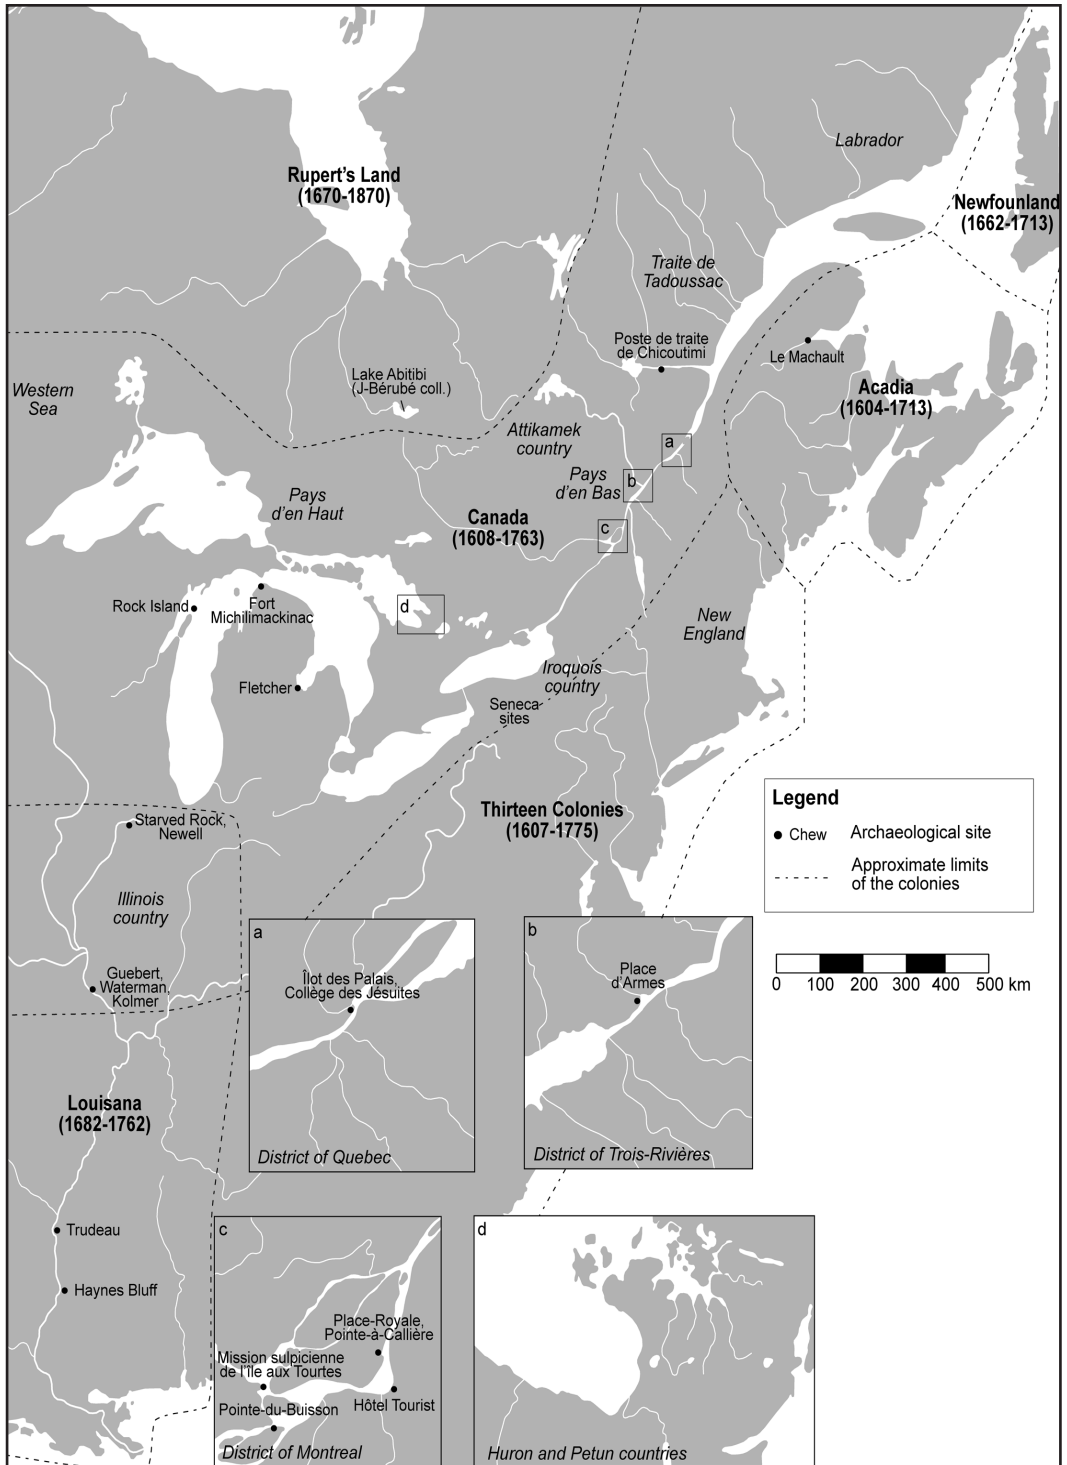 Labrador
Rupert's Land
(1670-1870)
Newfounland
(1662-1713)
Traite de
Tadoussac
Poste de traite
de Chicoutimi
Le Machault
Lake Abitibi
(J-Bérubé coll.)
Western
Sea
Acadia
(1604-1713)
Attikamek
country
a
Pays
d'en Bas
b
Pays
d'en Haut
Canada
(1608-1763)
c
Rock Island
Fort
Michilimackinac
d
New
England
Iroquois
country
Fletcher
Seneca
sites
Thirteen Colonies
(1607-1775)
Starved Rock,
Newell
Legend
Chew
Archaeological site
Approximate limits
of the colonies
Illinois
country
Guebert,
Waterman,
Kolmer
0 100 200 300 400 500 km
a
Îlot des Palais,
Collège des Jésuites
District of Quebec
b
Place
d'Armes
District of Trois-Rivières
Louisana
(1682-1762)
Trudeau
Haynes Bluff
c
Place-Royale,
Pointe-à-Callière
Mission sulpicienne
de l'île aux Tourtes
Hôtel Tourist
Pointe-du-Buisson
District of Montreal
d
Huron and Petun countries